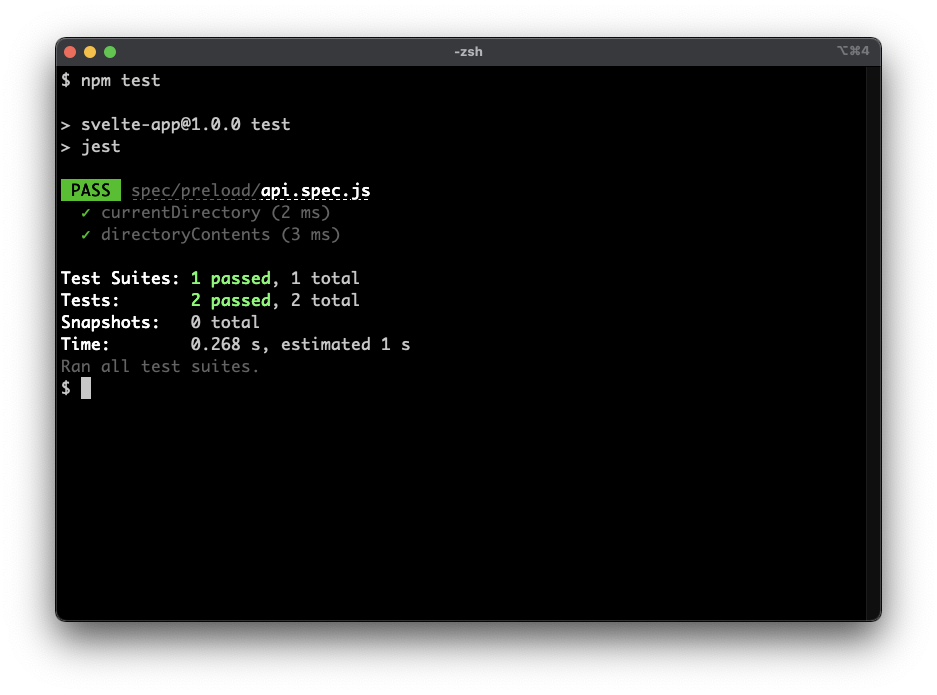 -zsh
⌥⌘4
$ npm test
> svelte-app@1.0.0 test
> jest
PASS spec/preload/api.spec.js
✓ currentDirectory (2 ms)
✓ directoryContents (3 ms)
Test Suites: 1 passed, 1 total
Tests: 2 passed, 2 total
Snapshots: 0 total
Time: 0.268 s, estimated 1 s
Ran all test suites.
$